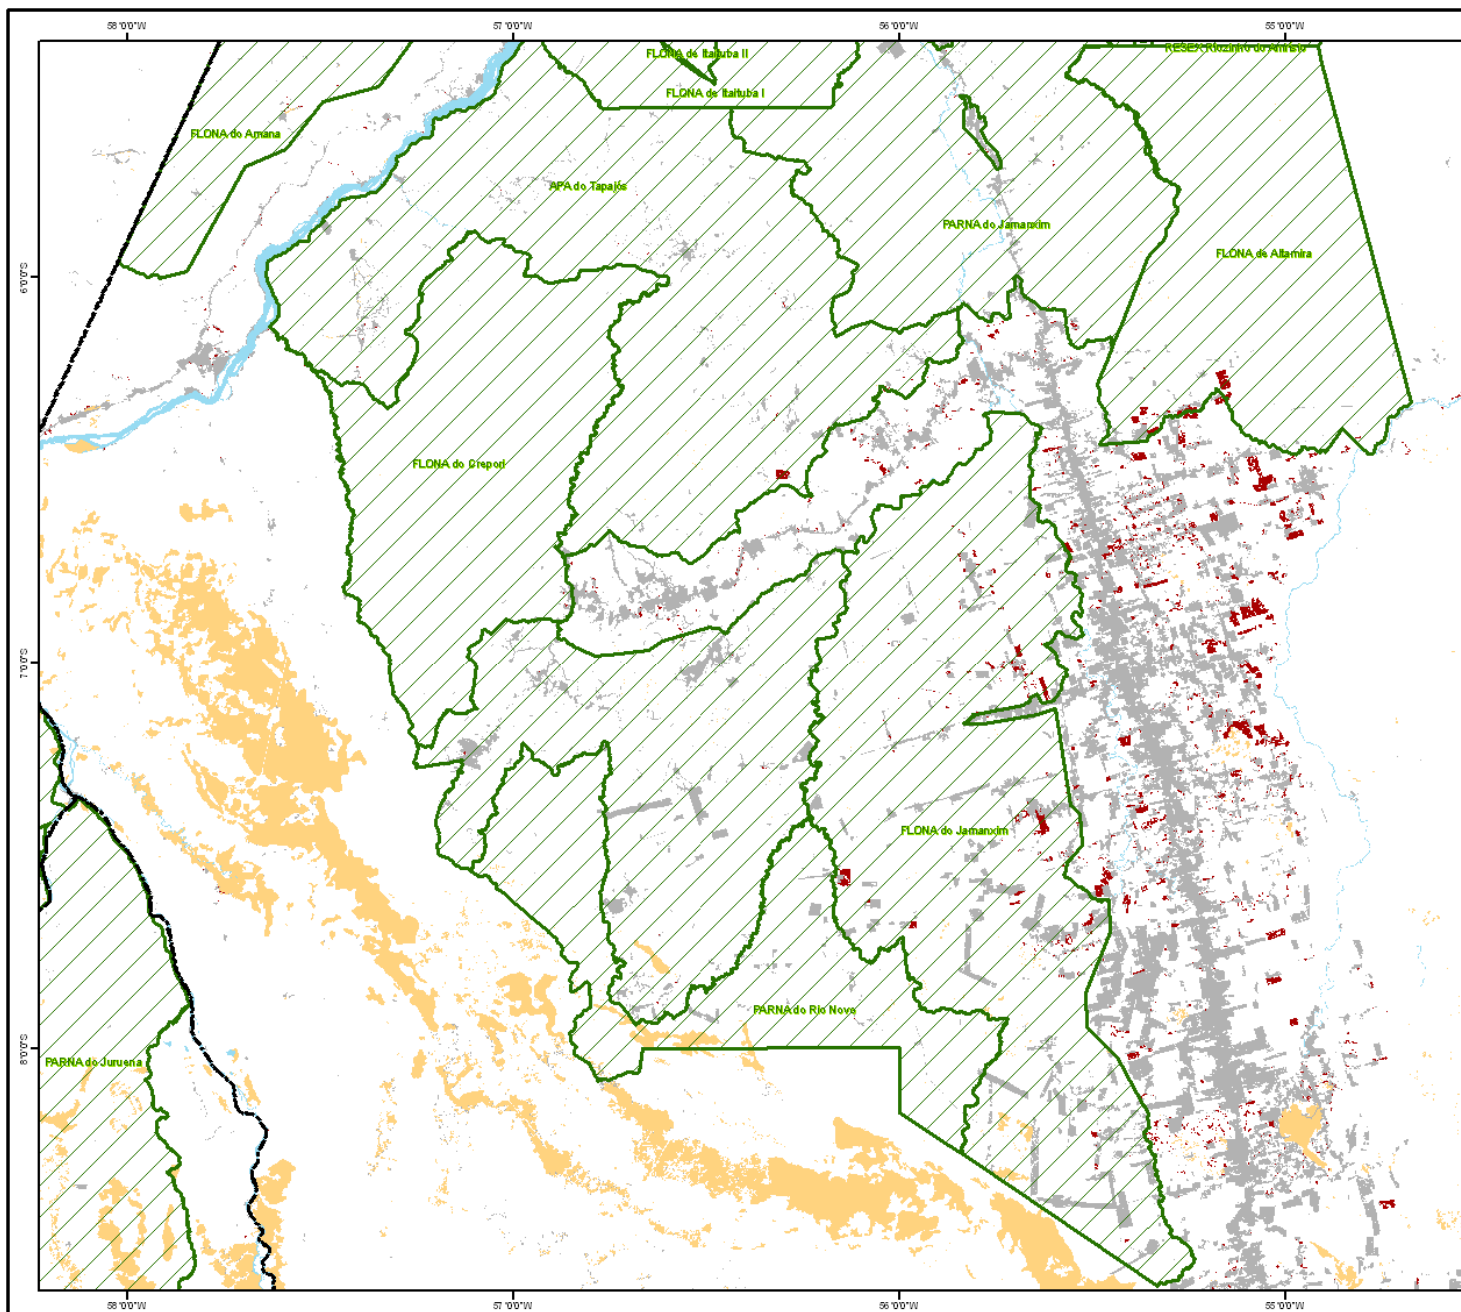 58°0'0"W 57°0'0"W 56°0'0"W 55°0'0"W
FLONA de Itaituba II
RESEX Riozinho do Anfrísio
FLONA de Itaituba I
FLONA do Amana
APA do Tapajós
PARNA do Jamanxim
FLONA de Altamira
6°0'0"S
FLONA do Crepori
7°0'0"S
FLONA do Jamanxim
PARNA do Rio Novo
8°0'0"S
PARNA do Juruena
58°0'0"W 57°0'0"W 56°0'0"W 55°0'0"W